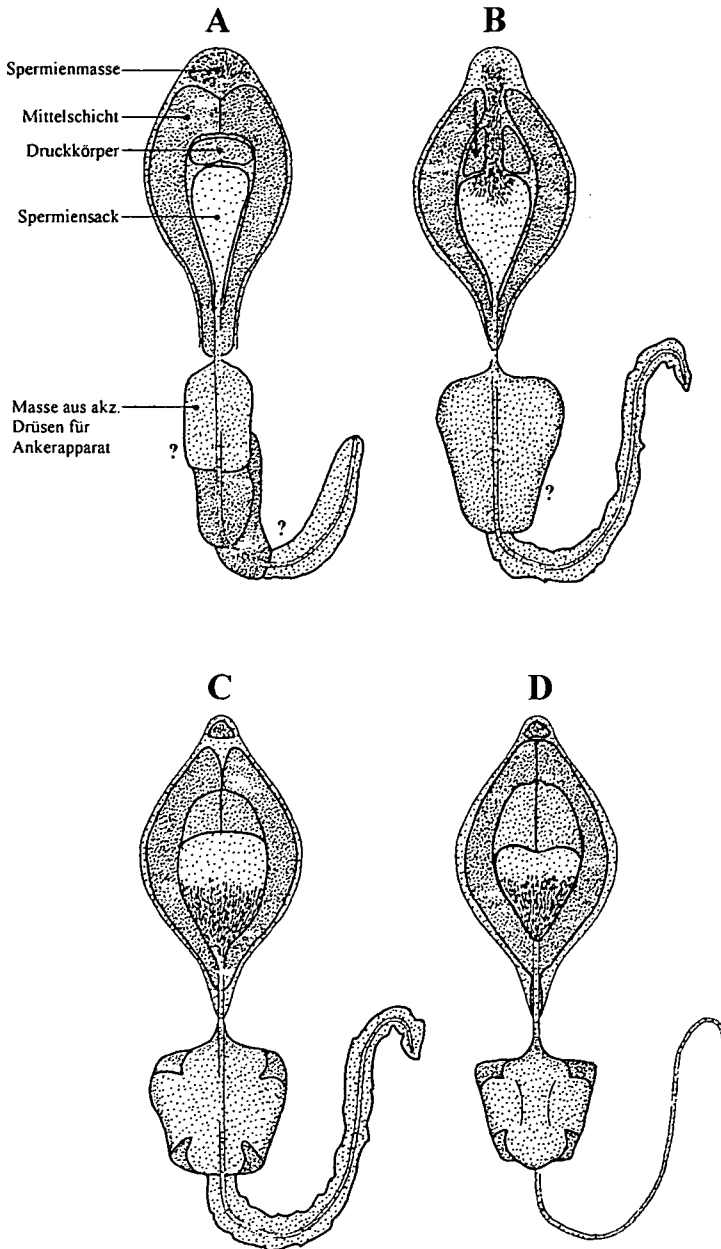 A
B
Spermienmasse
Mittelschicht
Druckkörper
Spermiensack
Masse aus akz.
Drüsen für
Ankerapparat
?
?
?
C
D